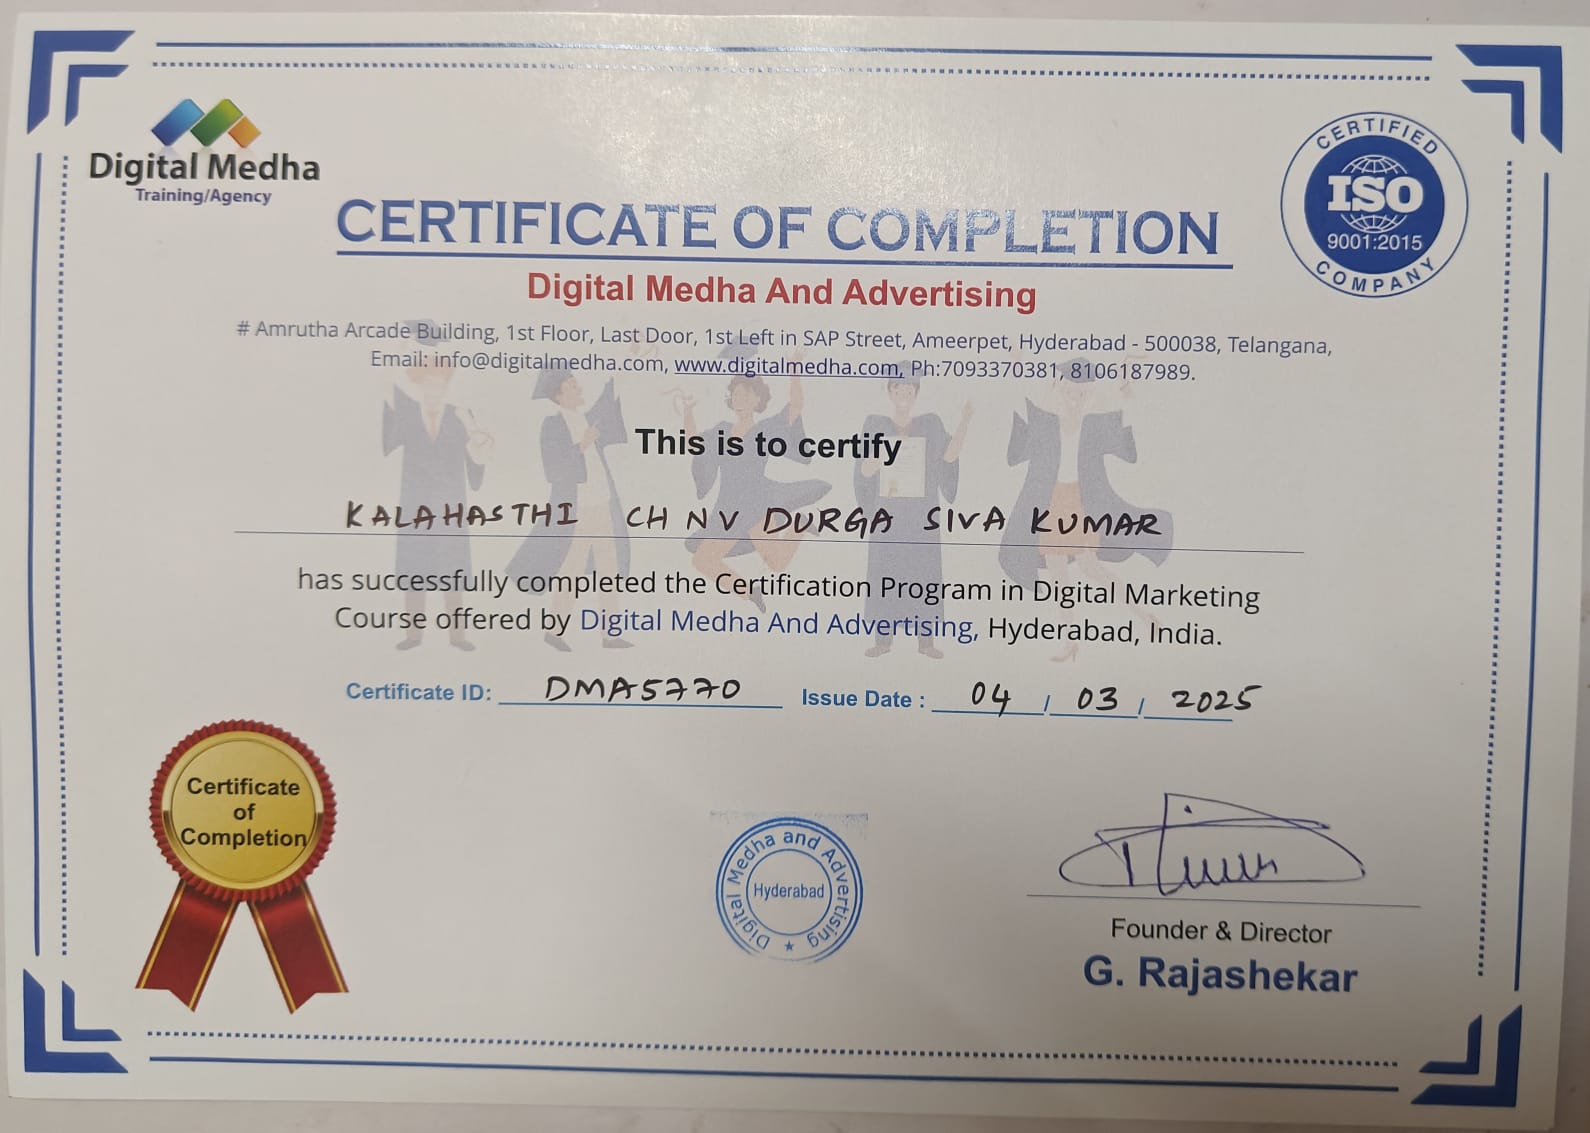 Digital Medha
Training/Agency
CERTIFIED
ISO
9001:2015
COMPANY
CERTIFICATE OF COMPLETION
Digital Medha And Advertising
# Amrutha Arcade Building, 1st Floor, Last Door, 1st Left in SAP Street, Ameerpet, Hyderabad - 500038, Telangana,
Email: info@digitalmedha.com, www.digitalmedha.com, Ph:7093370381, 8106187989.
This is to certify
KALAHASTHI CH NV DURGA SIVA KUMAR
has successfully completed the Certification Program in Digital Marketing
Course offered by Digital Medha And Advertising, Hyderabad, India.
Certificate ID: DMA5770 Issue Date : 04 / 03 / 2025
Certificate
of
Completion
Digital Medha and Advertising
Hyderabad
Founder & Director
G. Rajashekar